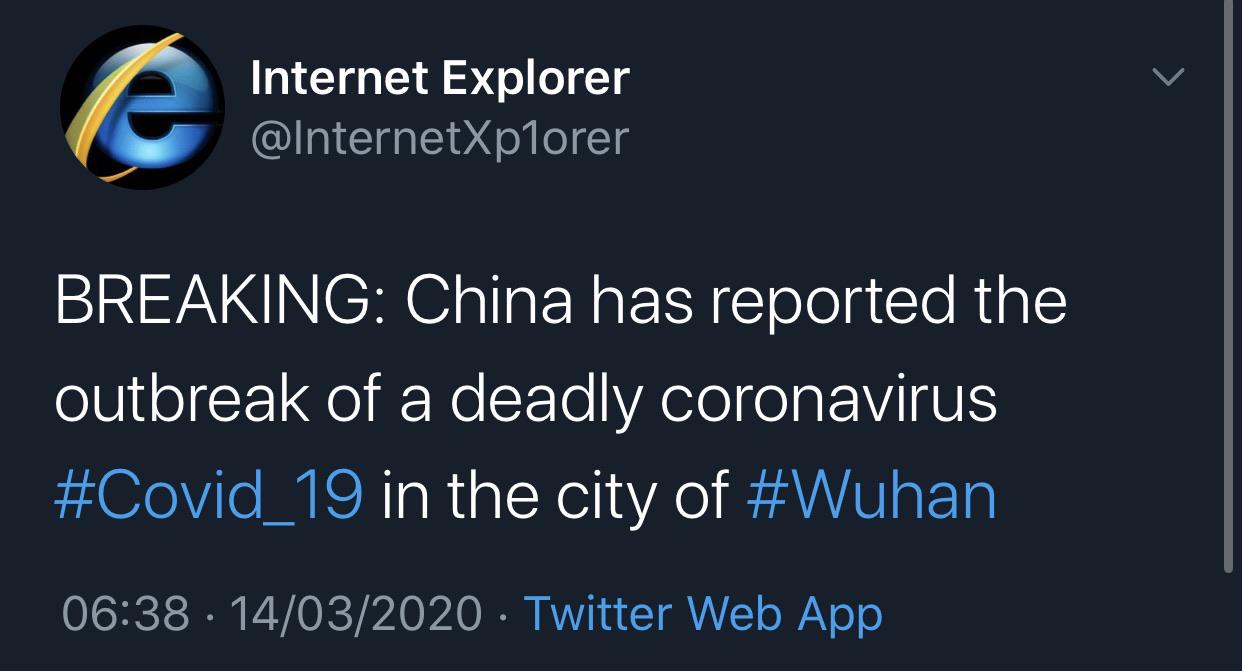 Internet Explorer
@InternetXp1orer
BREAKING: China has reported the
outbreak of a deadly coronavirus
#Covid_19 in the city of #Wuhan
06:38 · 14/03/2020 · Twitter Web App